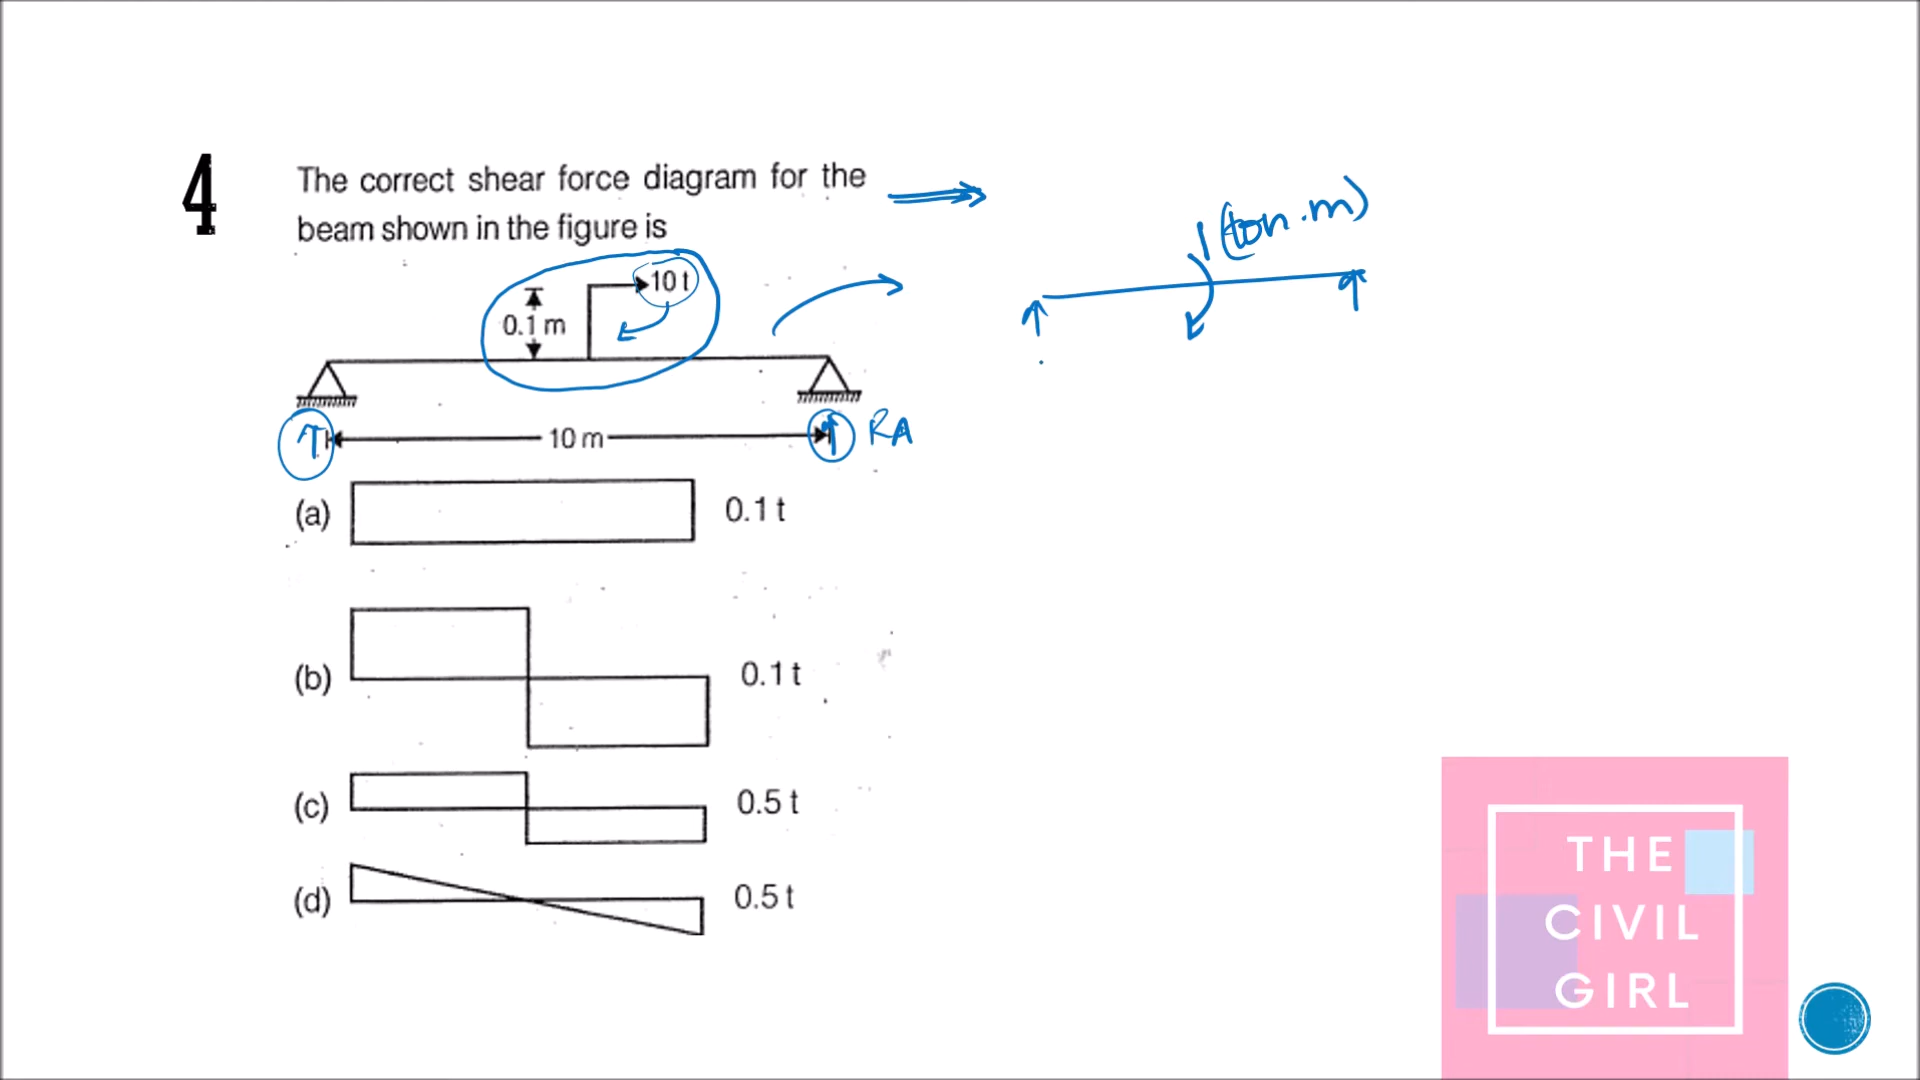 4
The correct shear force diagram for the
beam shown in the figure is
1 (ton.m)
10 t
0.1 m
10 m
RA
(a) 0.1 t
(b) 0.1 t
(c) 0.5 t
(d) 0.5 t
THE
CIVIL
GIRL